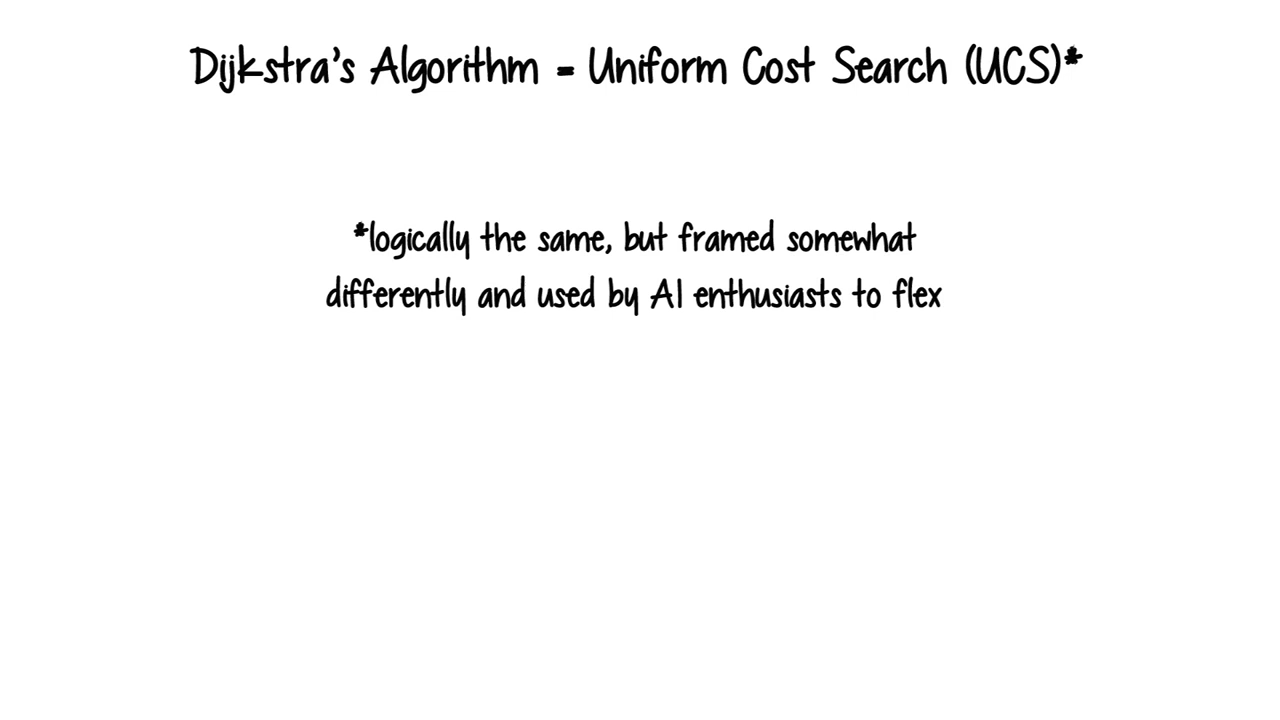 Dijkstra's Algorithm = Uniform Cost Search (UCS)*
*logically the same, but framed somewhat
differently and used by AI enthusiasts to flex